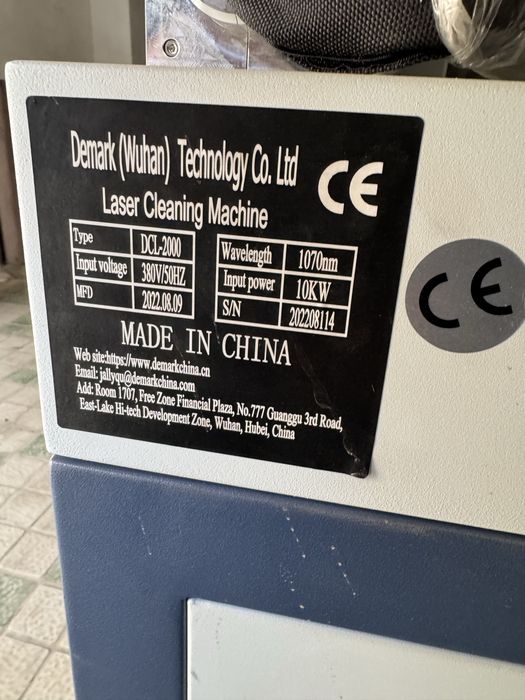 Demark (Wuhan) Technology Co. Ltd
CE
Laser Cleaning Machine
Type DCL-2000
Input voltage 380V/50HZ
MFD 2022.08.09
Wavelength 1070nm
Input power 10KW
S/N 202208114
CE
MADE IN CHINA
Web site:https://www.demarkchina.cn
Email: jallyqu@demarkchina.com
Add: Room 1707, Free Zone Financial Plaza, No.777 Guanggu 3rd Road,
East-Lake Hi-tech Development Zone, Wuhan, Hubei, China